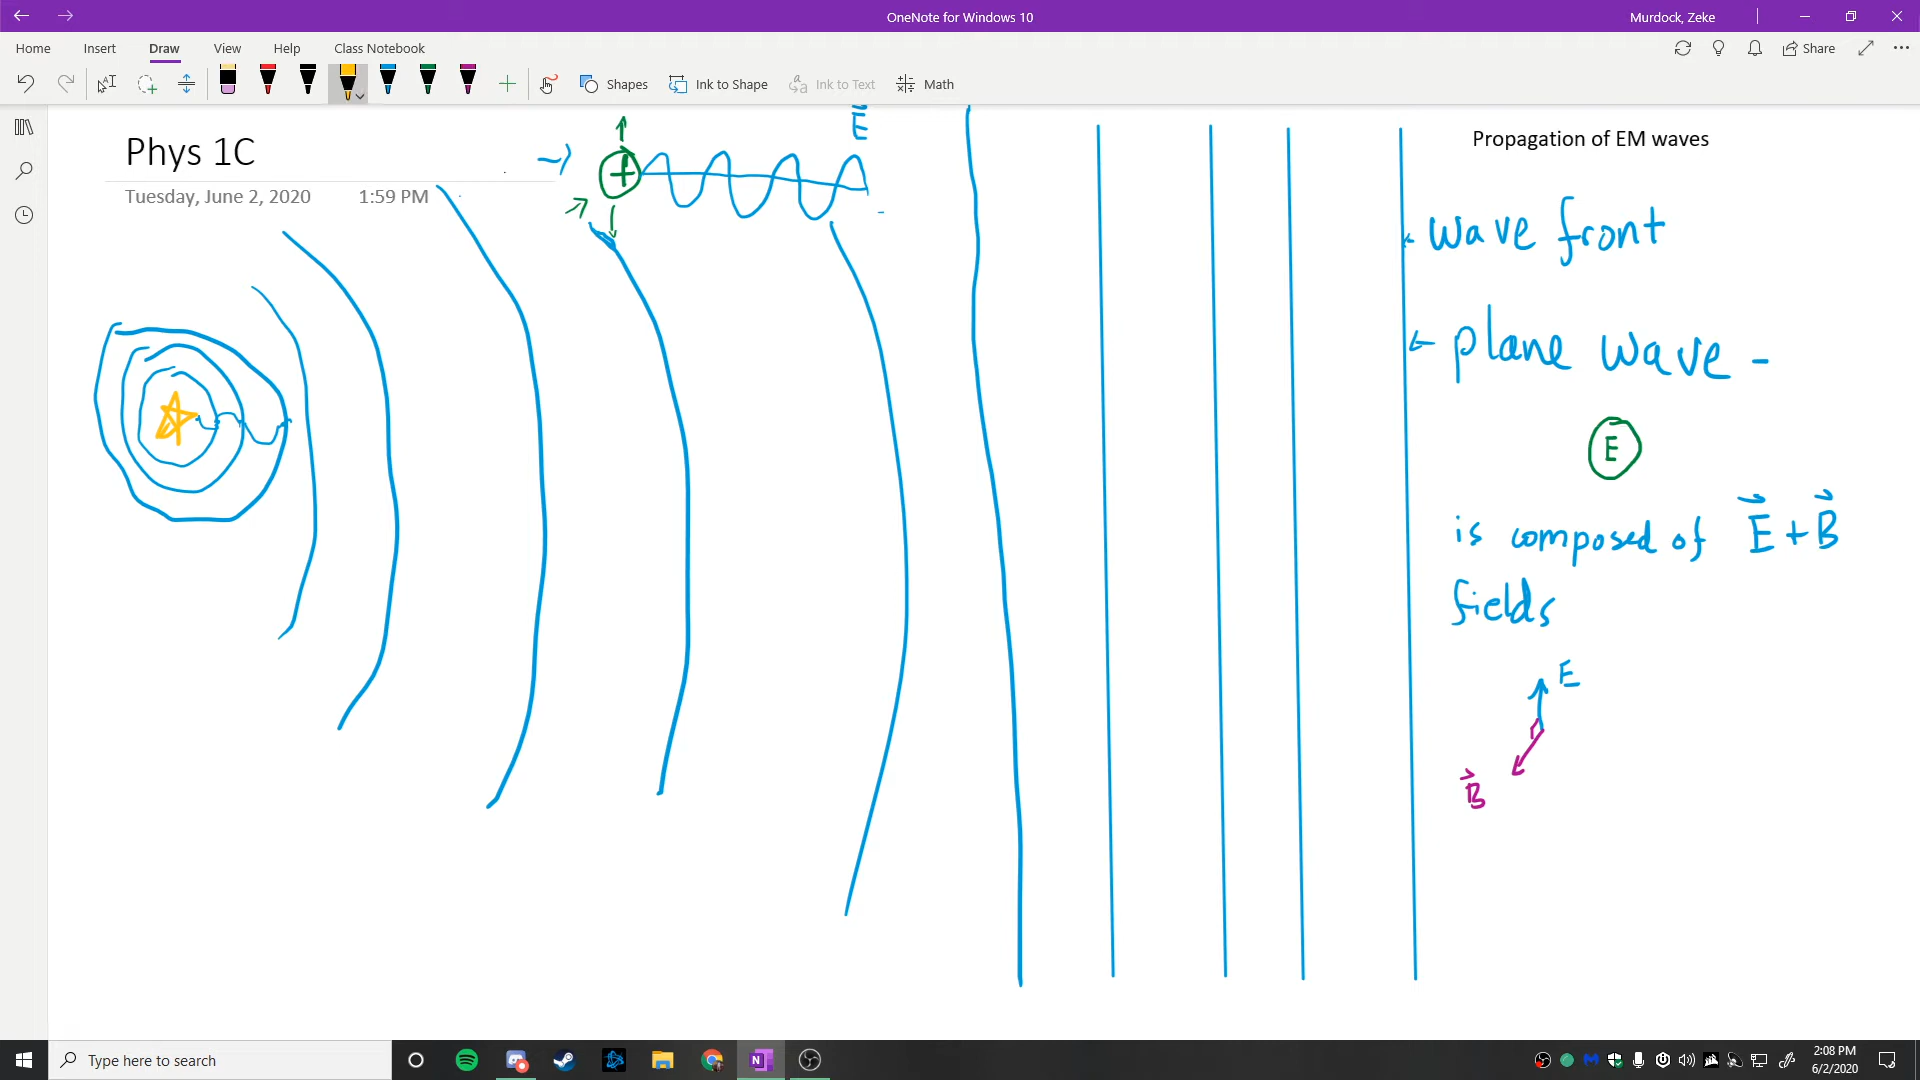 OneNote for Windows 10
Murdock, Zeke
Home Insert Draw View Help Class Notebook
Share
Shapes Ink to Shape Ink to Text Math
Phys 1C
Tuesday, June 2, 2020 1:59 PM
+
E
Propagation of EM waves
wave front
plane wave -
E
is composed of E + B
fields
E
B
Type here to search
2:08 PM
6/2/2020